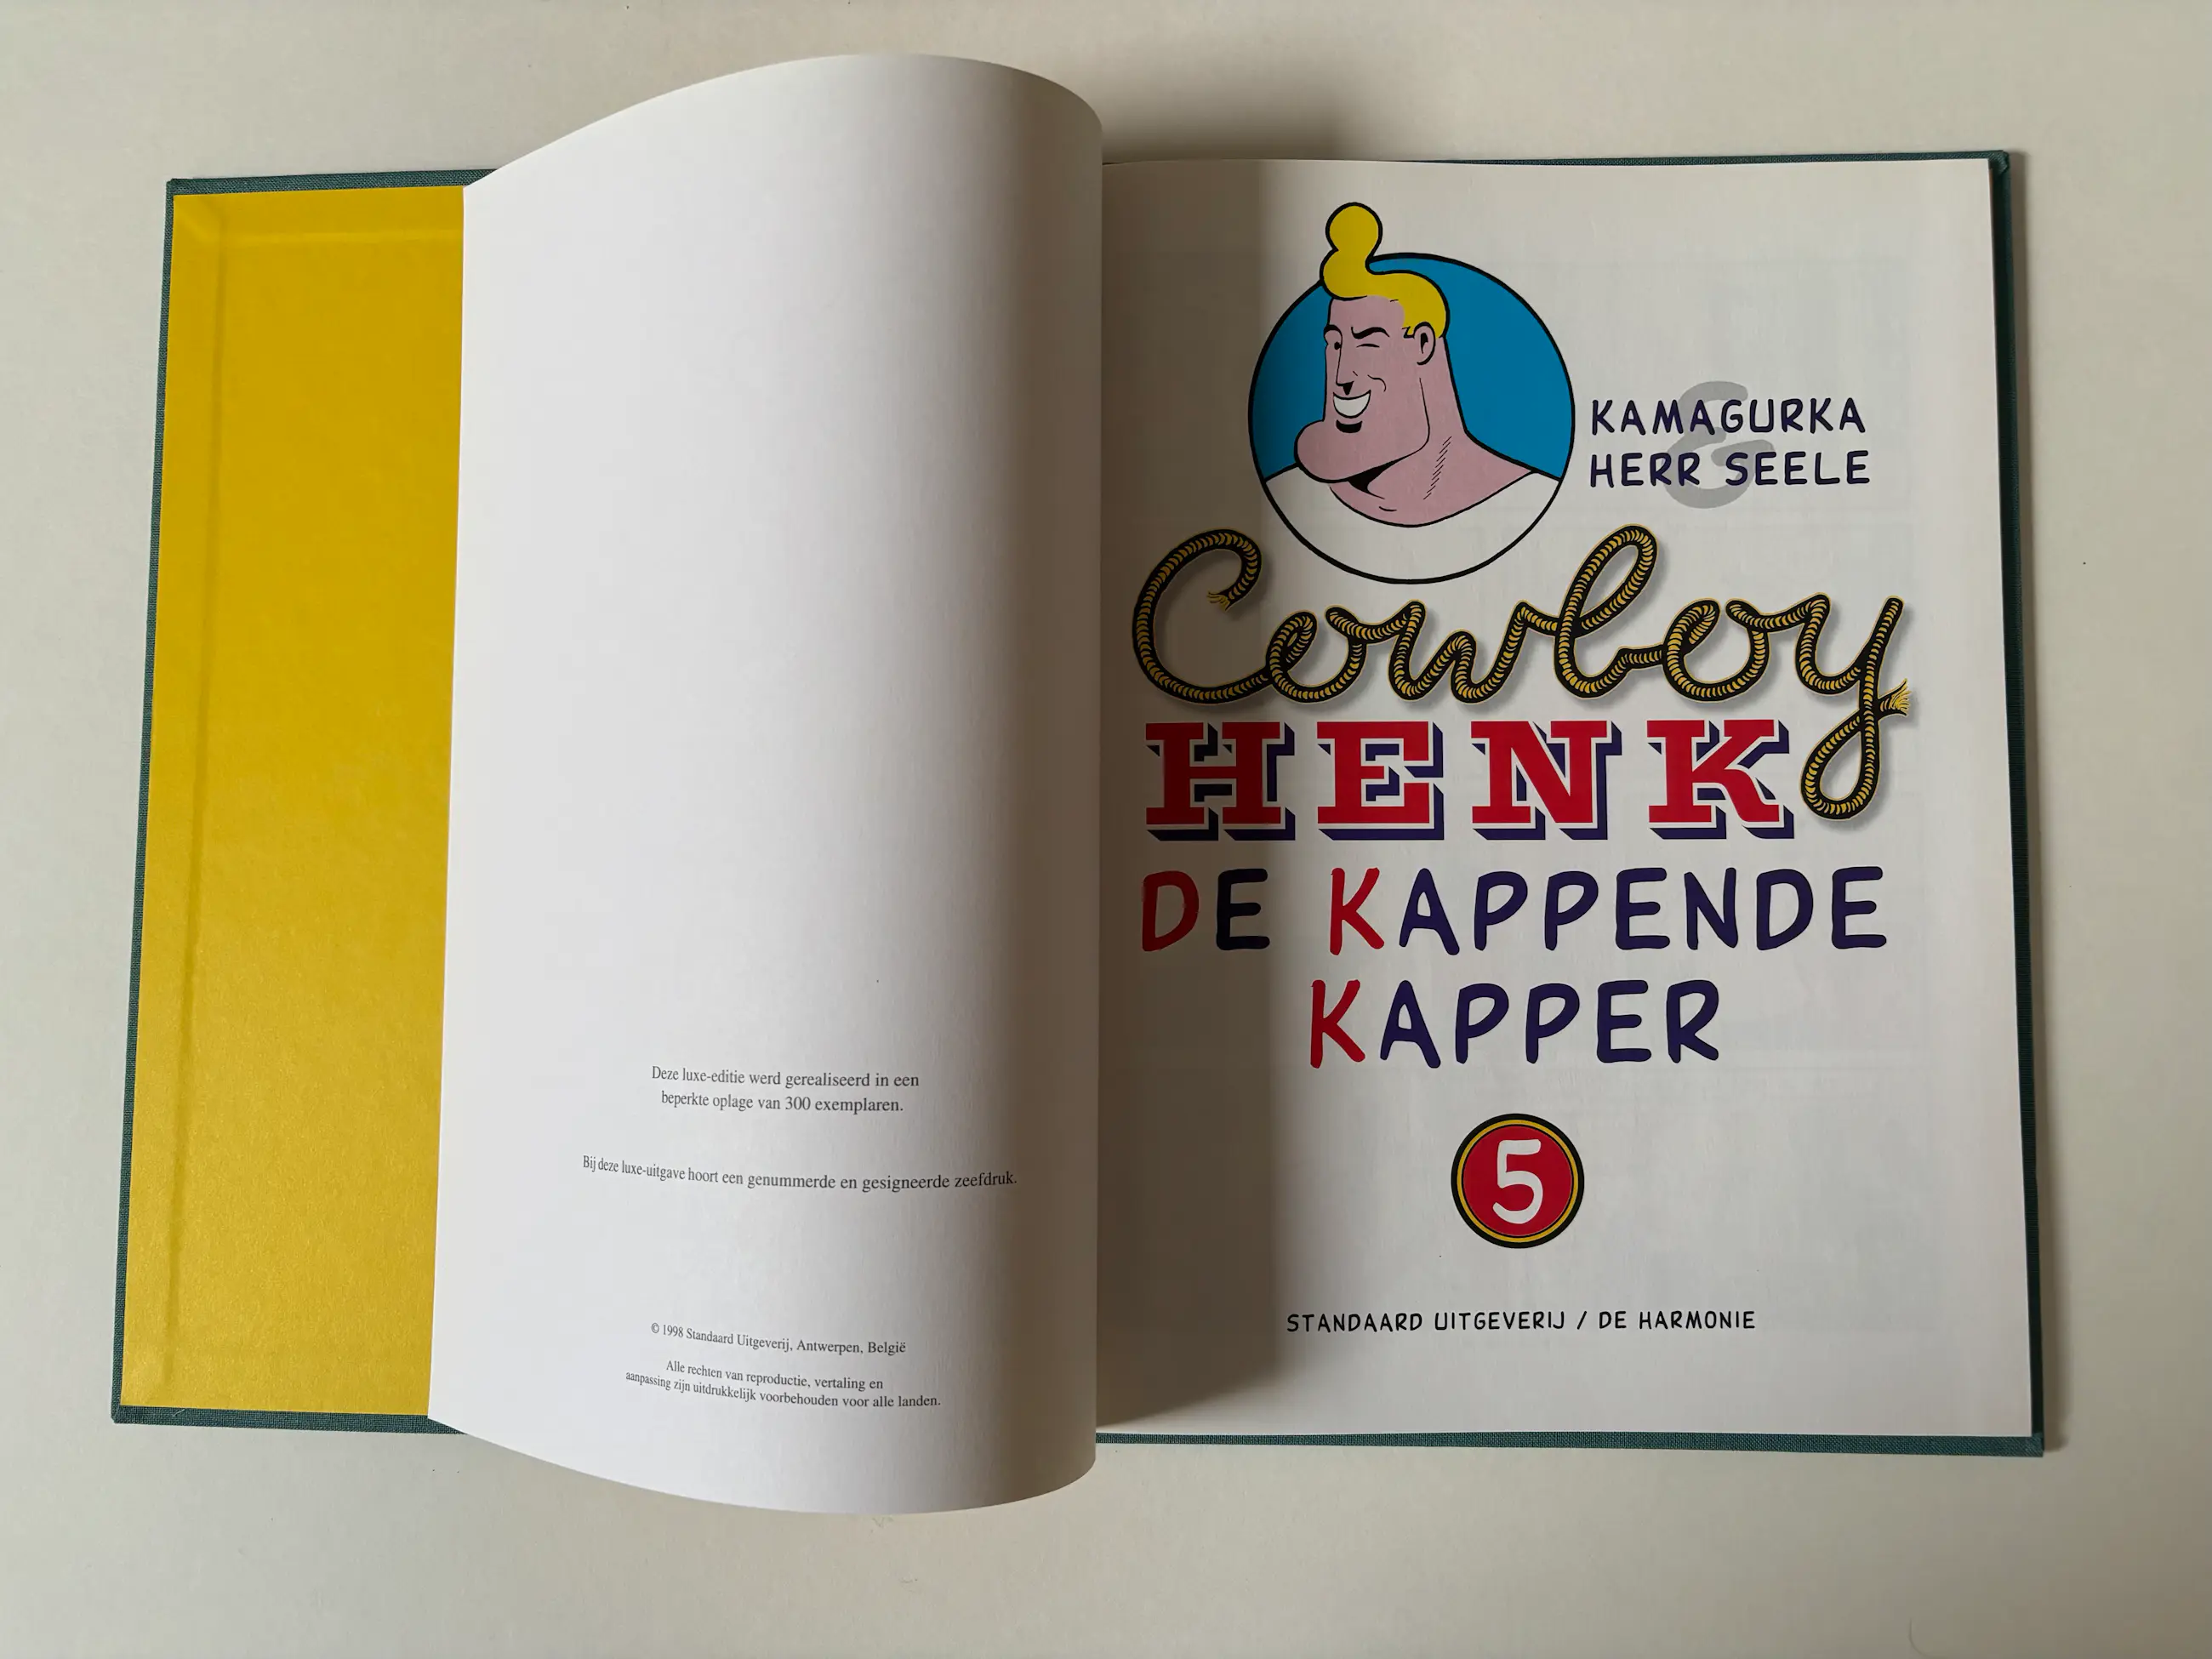 Deze luxe-editie werd gerealiseerd in een
beperkte oplage van 300 exemplaren.
Bij deze luxe-uitgave hoort een genummerde en gesigneerde zeefdruk.
© 1998 Standaard Uitgeverij, Antwerpen, België
Alle rechten van reproductie, vertaling en
aanpassing zijn uitdrukkelijk voorbehouden voor alle landen.
KAMAGURKA
&
HERR SEELE
Cowboy
HENK
DE KAPPENDE
KAPPER
5
STANDAARD UITGEVERIJ / DE HARMONIE